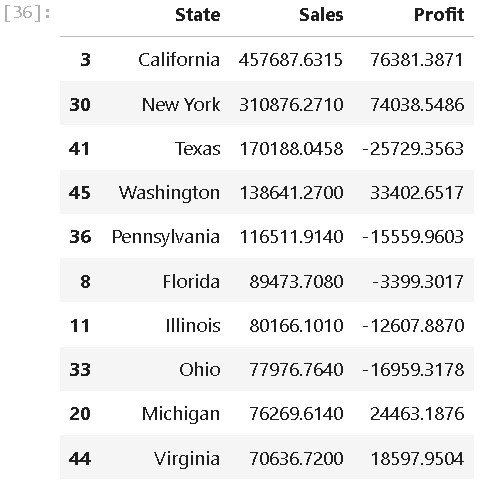 [36]:
State Sales Profit
3 California 457687.6315 76381.3871
30 New York 310876.2710 74038.5486
41 Texas 170188.0458 -25729.3563
45 Washington 138641.2700 33402.6517
36 Pennsylvania 116511.9140 -15559.9603
8 Florida 89473.7080 -3399.3017
11 Illinois 80166.1010 -12607.8870
33 Ohio 77976.7640 -16959.3178
20 Michigan 76269.6140 24463.1876
44 Virginia 70636.7200 18597.9504